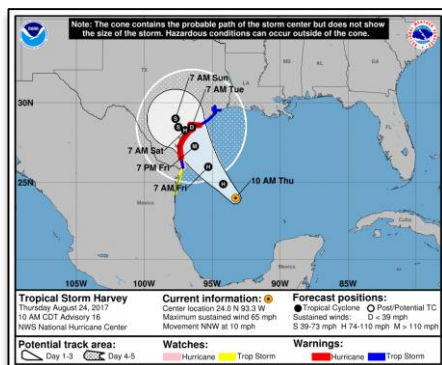 Note: The cone contains the probable path of the storm center but does not show
the size of the storm. Hazardous conditions can occur outside of the cone.
TX
LA
MS
AL
GA
FL
7 AM Sun
7 AM Tue
30N
S
S
H
D
7 AM Sat
M
7 PM Fri
H
7 AM Fri
H
10 AM Thu
25N
Mexico
Cuba
Mexico
95W
90W
85W
Tropical Storm Harvey
Thursday August 24, 2017
10 AM CDT Advisory 16
NWS National Hurricane Center
Current information:
Center location 24.0 N 93.3 W
Maximum sustained wind 65 mph
Movement NNW at 10 mph
Forecast positions:
Tropical Cyclone Post/Potential TC
Sustained winds: D < 39 mph
S 39-73 mph H 74-110 mph M > 110 mph
Potential track area:
Day 1-3 Day 4-5
Watches:
Hurricane Trop Storm
Warnings:
Hurricane Trop Storm